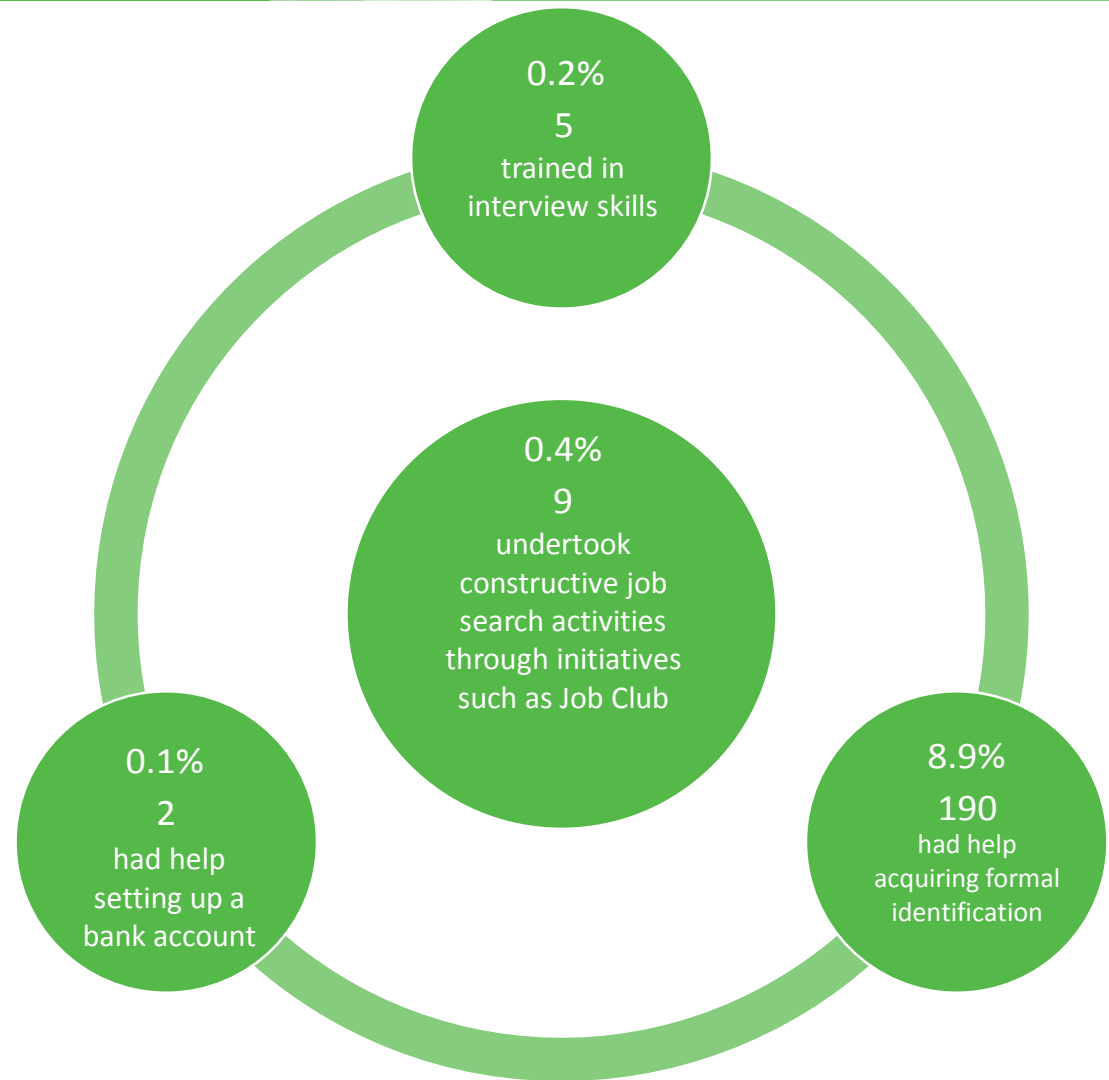 0.2%
5
trained in
interview skills
0.4%
9
undertook
constructive job
search activities
through initiatives
such as Job Club
0.1%
2
had help
setting up a
bank account
8.9%
190
had help
acquiring formal
identification